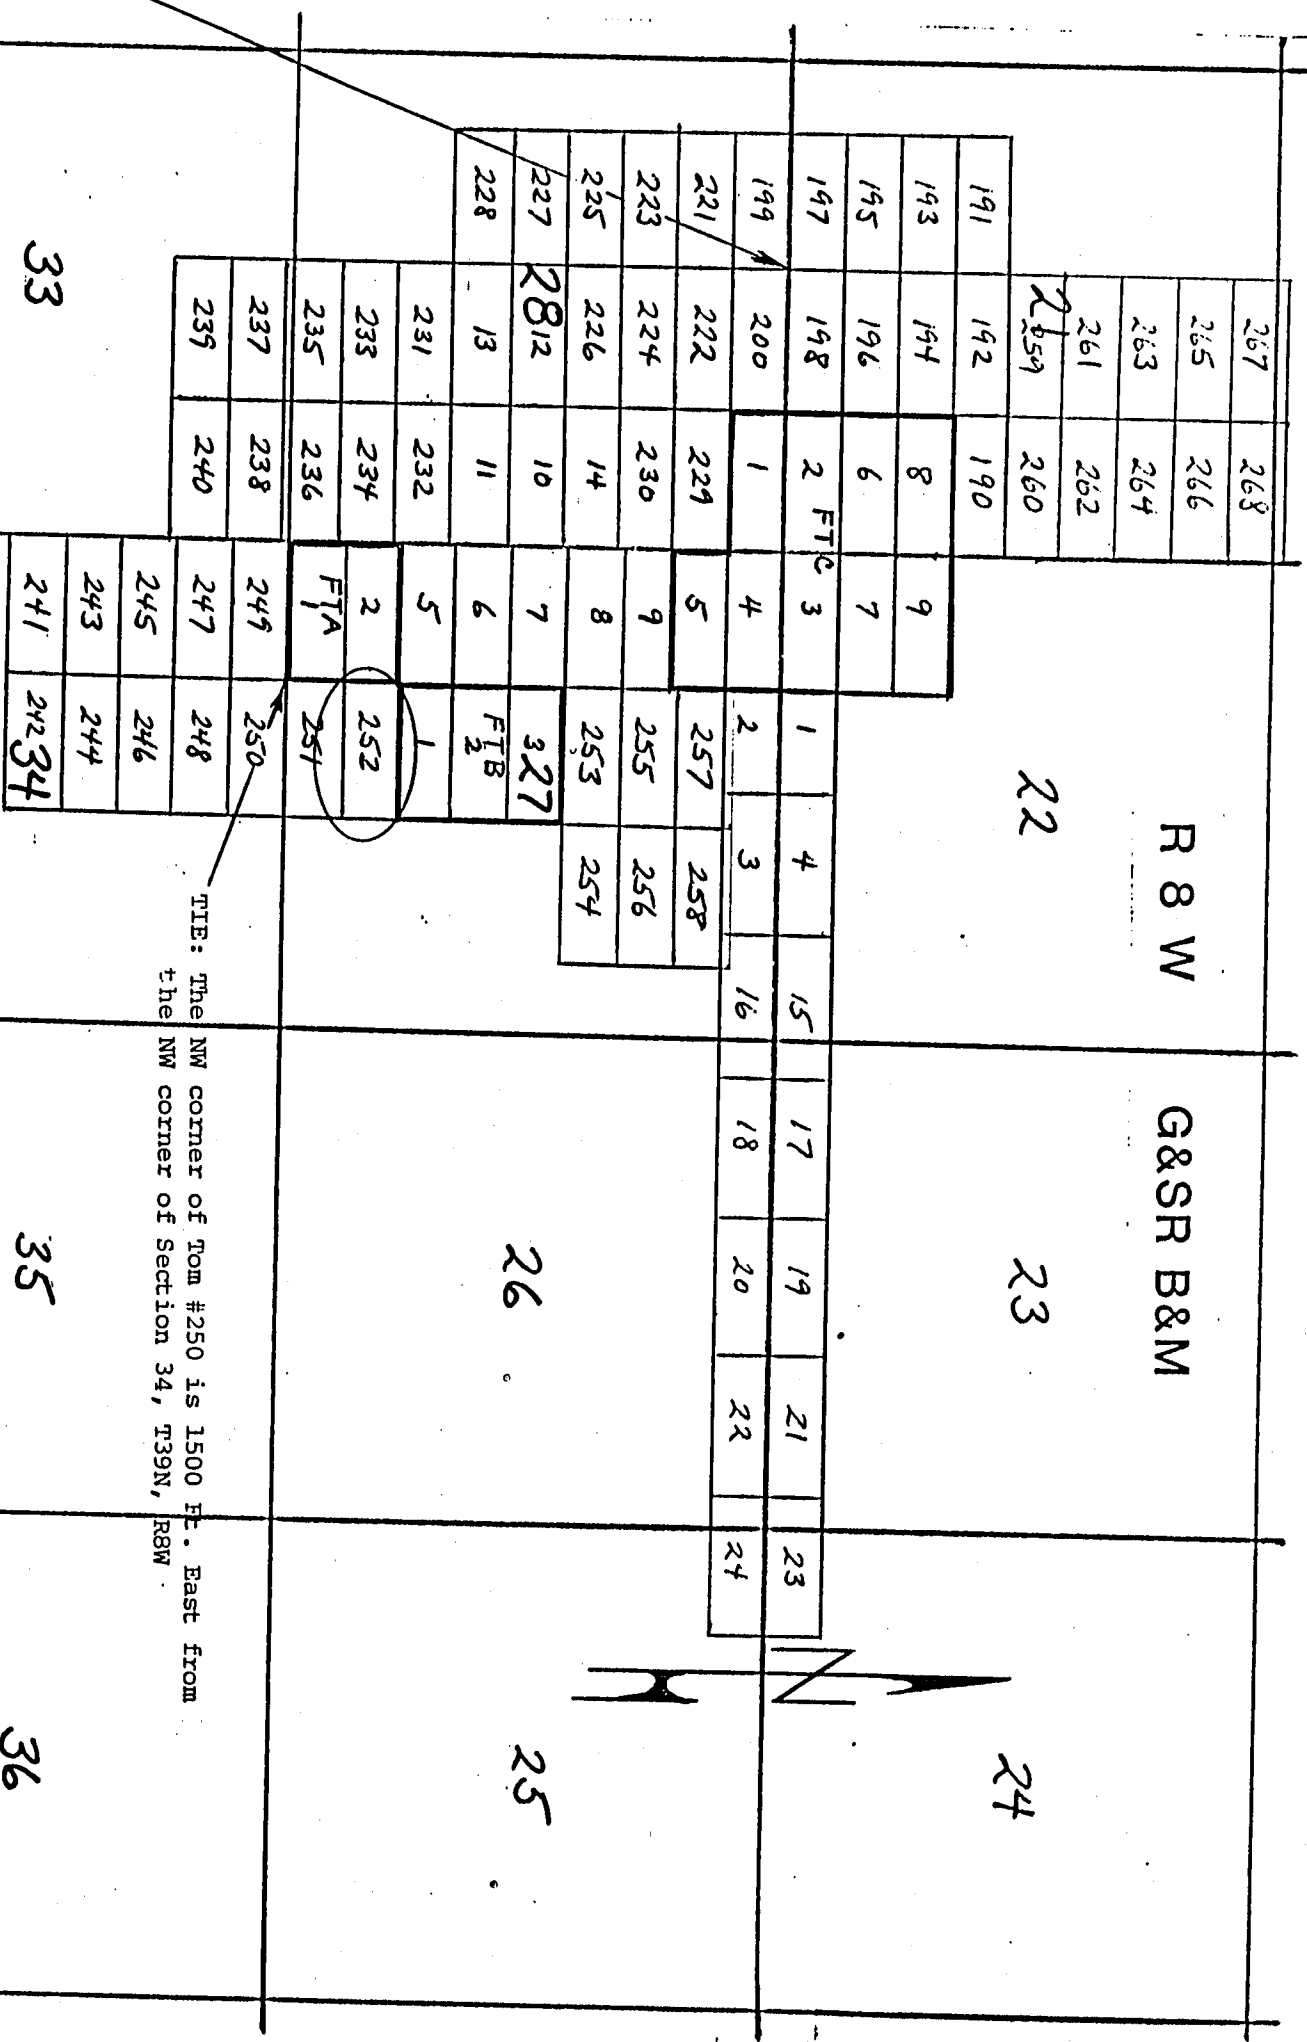 R 8 W G&SR B&M
267 268
265 266
263 264
261 262
21 259 260 22 23 24
191 192 190
193 194 8 9
195 196 6 7
197 198 2 FTC 3 1 4 15 17 19 21 23
N
199 200 1 4 2 3 16 18 20 22 24
221 222 229 5 257 258
223 224 230 9 255 256
225 226 14 8 253 254
227 28 12 10 7 3 27 26 25
228 13 11 6 FTB 2
231 232 5 1
233 234 2 252
235 236 FTA 1 251
237 238 249 250
239 240 247 248
TIE: The NW corner of Tom #250 is 1500 Ft. East from
the NW corner of Section 34, T39N, R8W
245 246
243 244
33 241 242 34 35 36